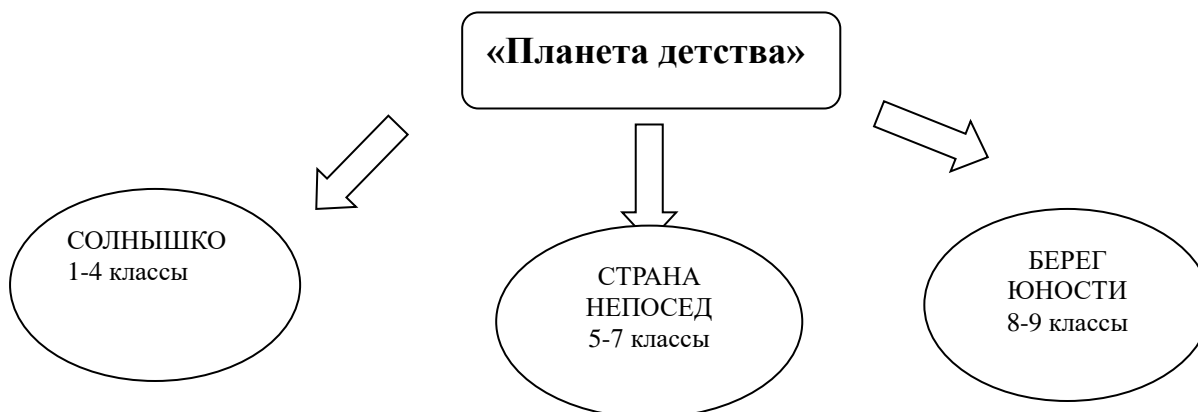 «Планета детства»
СОЛНЫШКО
1-4 классы
СТРАНА
НЕПОСЕД
5-7 классы
БЕРЕГ
ЮНОСТИ
8-9 классы